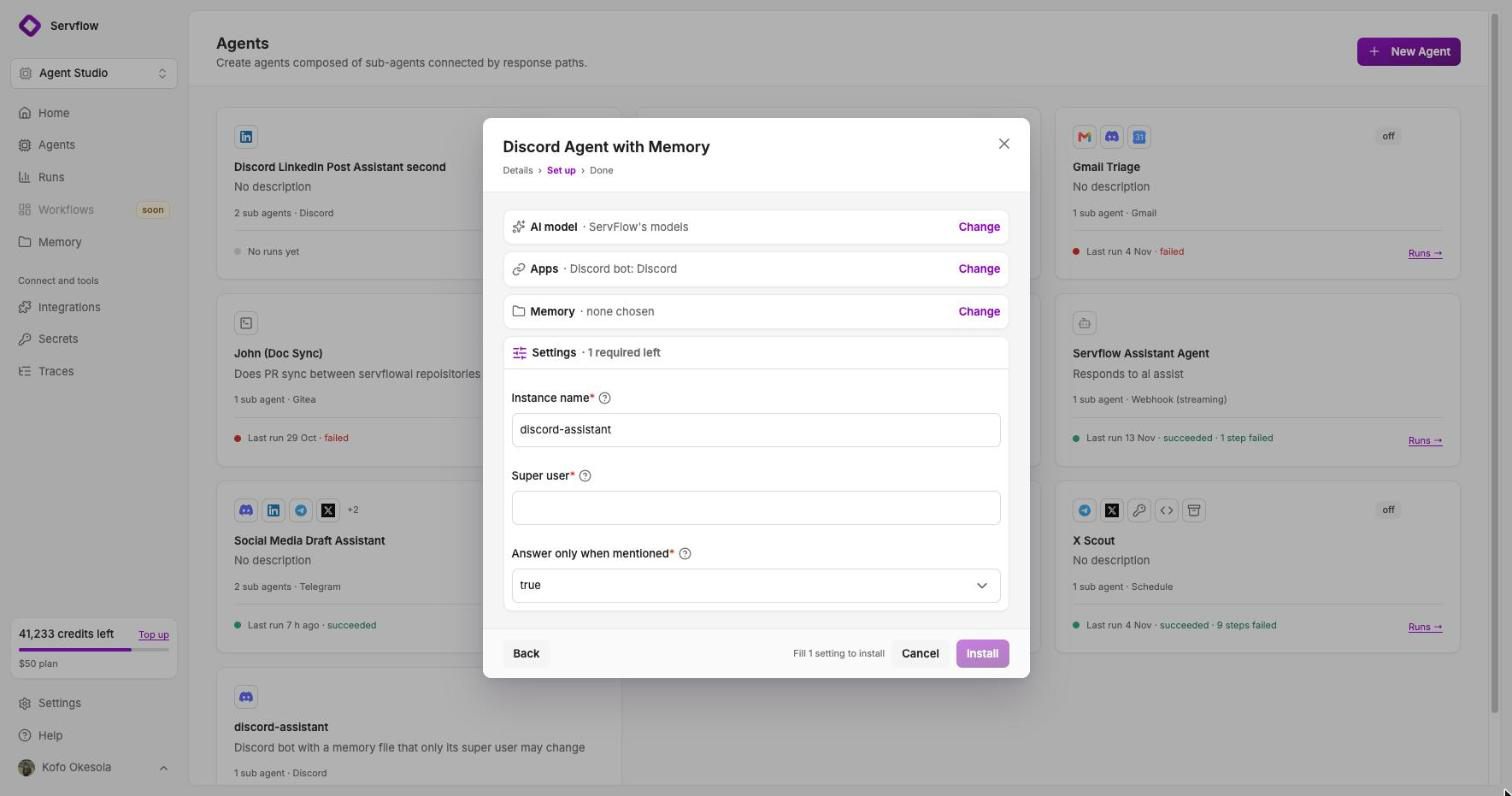 Servflow
Agent Studio
Home
Agents
Runs
Workflows soon
Memory
Connect and tools
Integrations
Secrets
Traces
41,233 credits left Top up
$50 plan
Settings
Help
Kofo Okesola
Agents
Create agents composed of sub-agents connected by response paths.
+ New Agent
Discord LinkedIn Post Assistant second
No description
2 sub agents · Discord
No runs yet
31
off
Gmail Triage
No description
1 sub agent · Gmail
Last run 4 Nov · failed
Runs →
John (Doc Sync)
Does PR sync between servflowai repoisitories
1 sub agent · Gitea
Last run 29 Oct · failed
Servflow Assistant Agent
Responds to ai assist
1 sub agent · Webhook (streaming)
Last run 13 Nov · succeeded · 1 step failed
Runs →
+2
Social Media Draft Assistant
No description
2 sub agents · Telegram
Last run 7 h ago · succeeded
off
X Scout
No description
1 sub agent · Schedule
Last run 4 Nov · succeeded · 9 steps failed
Runs →
discord-assistant
Discord bot with a memory file that only its super user may change
1 sub agent · Discord
Discord Agent with Memory
Details › Set up › Done
AI model · ServFlow's models Change
Apps · Discord bot: Discord Change
Memory · none chosen Change
Settings · 1 required left
Instance name* ?
discord-assistant
Super user* ?
Answer only when mentioned* ?
true
Back
Fill 1 setting to install
Cancel
Install